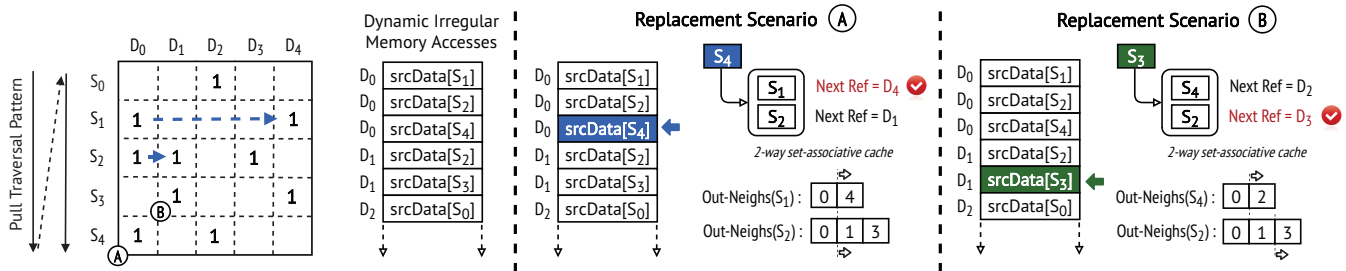 Pull Traversal Pattern
D0 D1 D2 D3 D4
S0 1
S1 1 1
S2 1 1 1
S3 1 1
B
S4 1 1
A
Dynamic Irregular
Memory Accesses
D0 srcData[S1]
D0 srcData[S2]
D0 srcData[S4]
D1 srcData[S2]
D1 srcData[S3]
D2 srcData[S0]
Replacement Scenario A
D0 srcData[S1]
D0 srcData[S2]
D0 srcData[S4]
D1 srcData[S2]
D1 srcData[S3]
D2 srcData[S0]
S4
S1 Next Ref = D4
S2 Next Ref = D1
2-way set-associative cache
Out-Neighs(S1) : 0 4
Out-Neighs(S2) : 0 1 3
Replacement Scenario B
D0 srcData[S1]
D0 srcData[S2]
D0 srcData[S4]
D1 srcData[S2]
D1 srcData[S3]
D2 srcData[S0]
S3
S4 Next Ref = D2
S2 Next Ref = D3
2-way set-associative cache
Out-Neighs(S4) : 0 2
Out-Neighs(S2) : 0 1 3